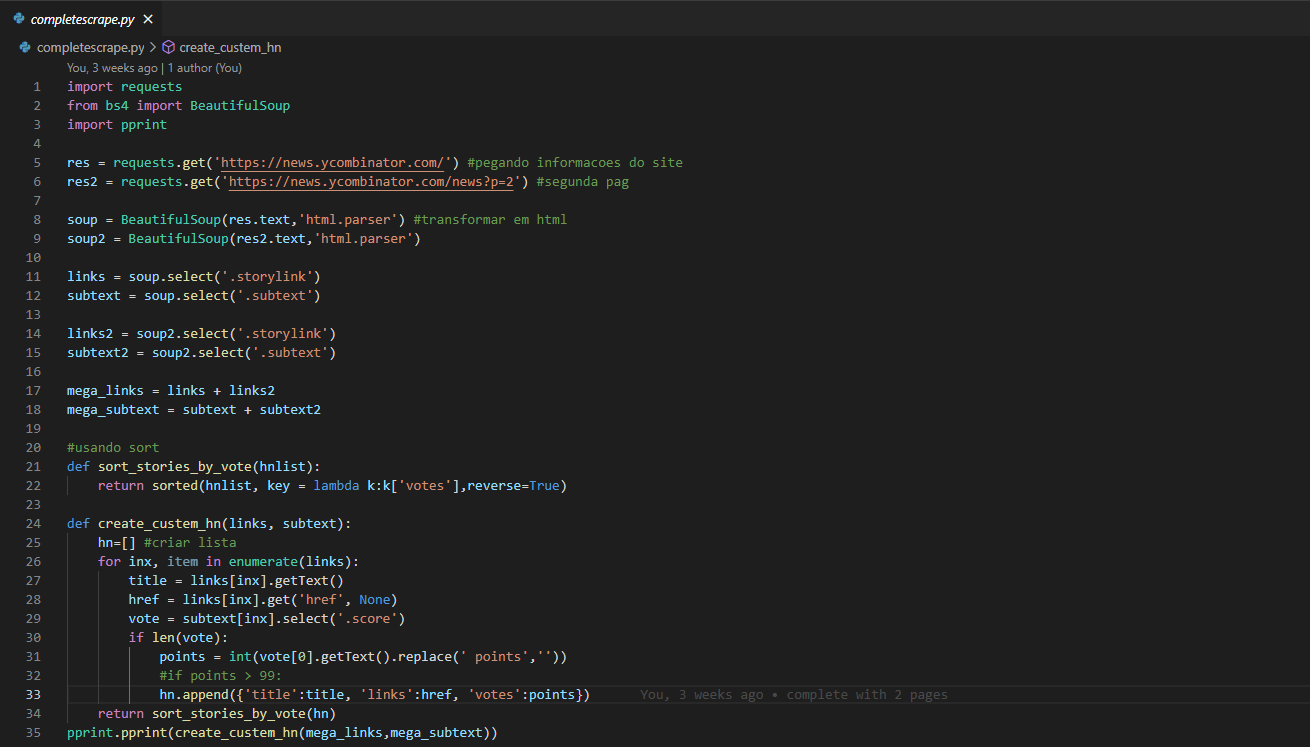 completescrape.py ×
completescrape.py > create_custem_hn
You, 3 weeks ago | 1 author (You)
1 import requests
2 from bs4 import BeautifulSoup
3 import pprint
4
5 res = requests.get('https://news.ycombinator.com/') #pegando informacoes do site
6 res2 = requests.get('https://news.ycombinator.com/news?p=2') #segunda pag
7
8 soup = BeautifulSoup(res.text,'html.parser') #transformar em html
9 soup2 = BeautifulSoup(res2.text,'html.parser')
10
11 links = soup.select('.storylink')
12 subtext = soup.select('.subtext')
13
14 links2 = soup2.select('.storylink')
15 subtext2 = soup2.select('.subtext')
16
17 mega_links = links + links2
18 mega_subtext = subtext + subtext2
19
20 #usando sort
21 def sort_stories_by_vote(hnlist):
22     return sorted(hnlist, key = lambda k:k['votes'],reverse=True)
23
24 def create_custem_hn(links, subtext):
25     hn=[] #criar lista
26     for inx, item in enumerate(links):
27         title = links[inx].getText()
28         href = links[inx].get('href', None)
29         vote = subtext[inx].select('.score')
30         if len(vote):
31             points = int(vote[0].getText().replace(' points',''))
32             #if points > 99:
33             hn.append({'title':title, 'links':href, 'votes':points}) You, 3 weeks ago • complete with 2 pages
34     return sort_stories_by_vote(hn)
35 pprint.pprint(create_custem_hn(mega_links,mega_subtext))